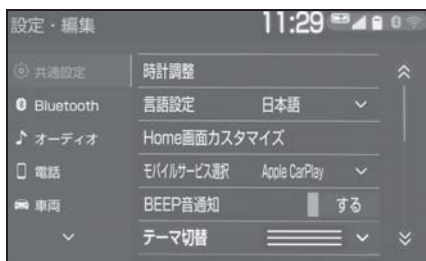 設定・編集 11:29
共通設定
Bluetooth
オーディオ
電話
車両
時計調整
言語設定 日本語
Home画面カスタマイズ
モバイルサービス選択 Apple CarPlay
BEEP音通知 する
テーマ切替